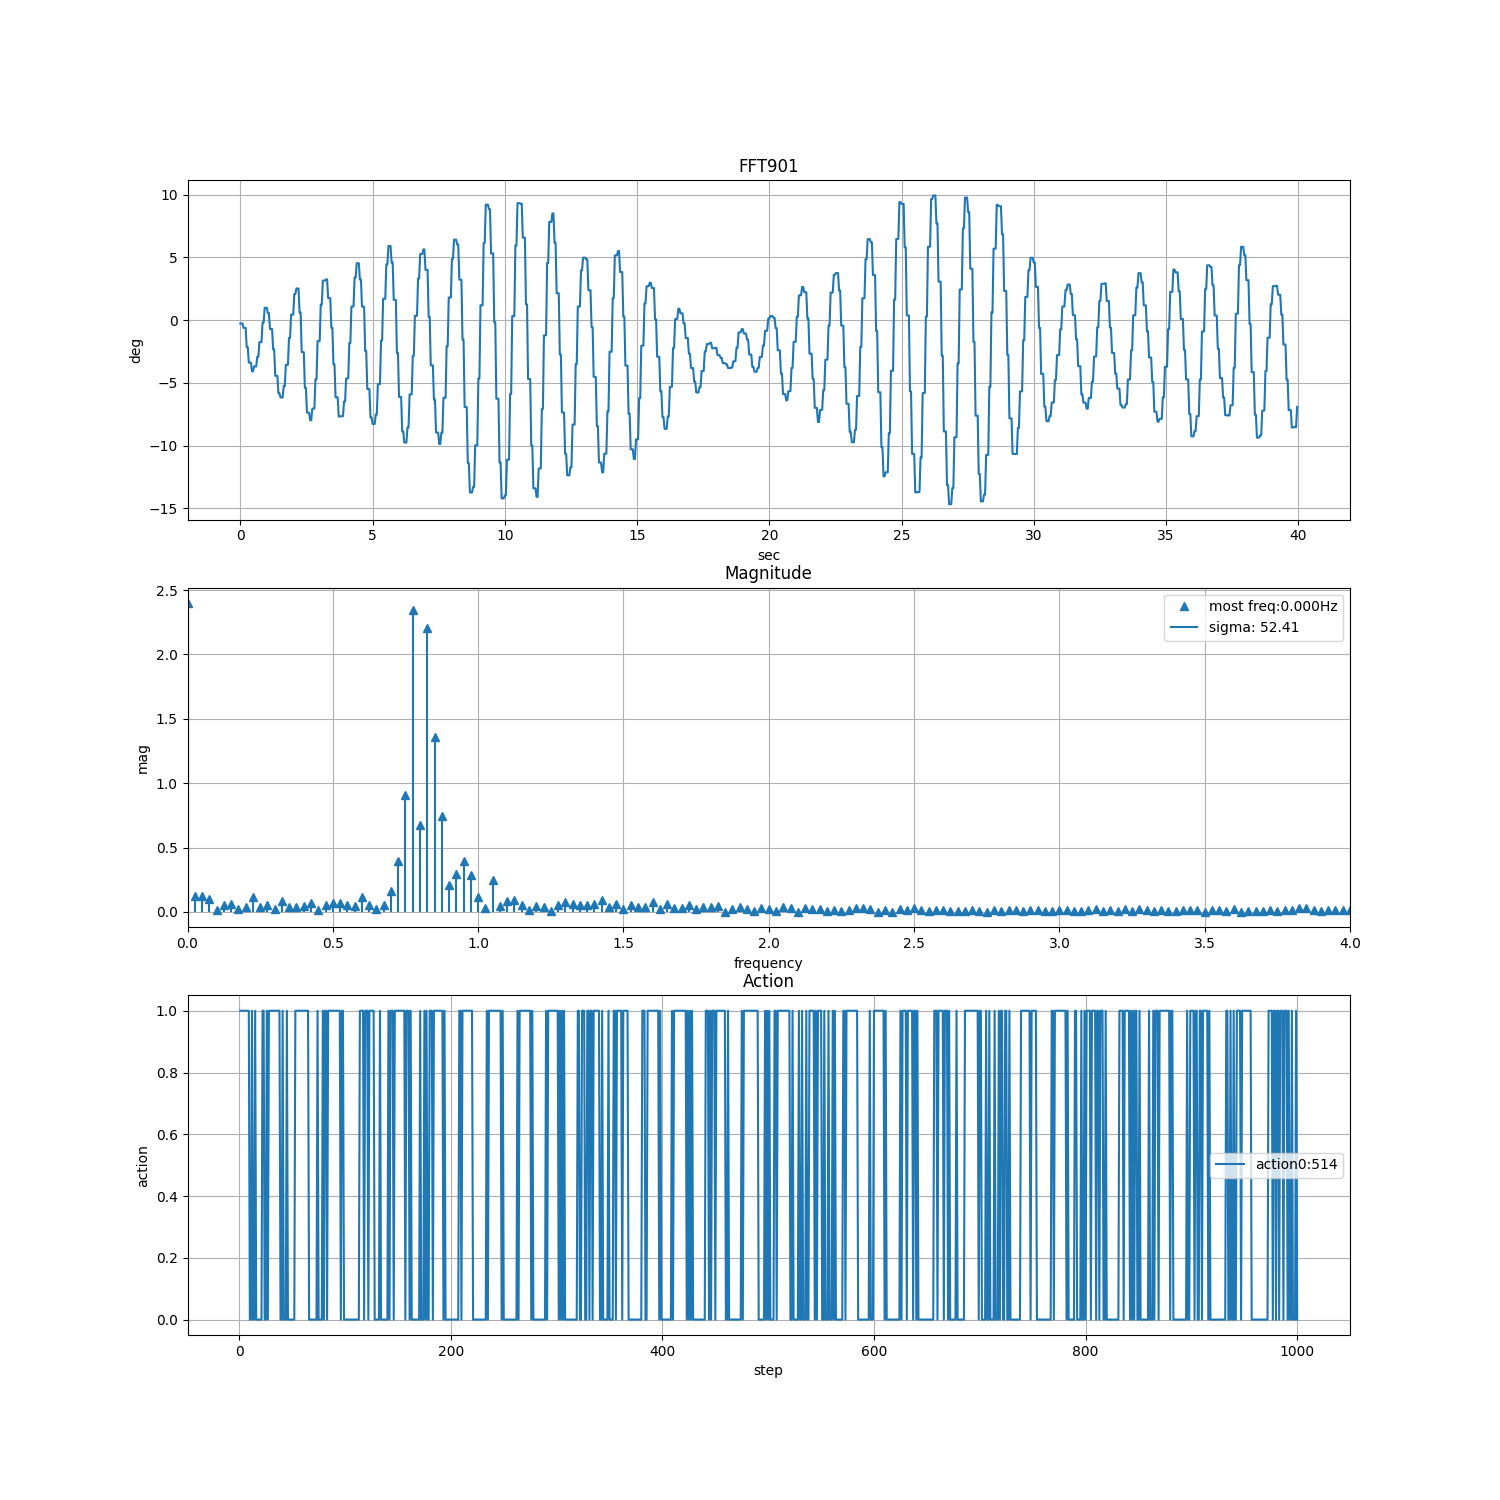 FFT901
10
5
0
−5
−10
−15
deg
0 5 10 15 20 25 30 35 40
sec
Magnitude
2.5
2.0
1.5
1.0
0.5
0.0
mag
most freq:0.000Hz
sigma: 52.41
0.0 0.5 1.0 1.5 2.0 2.5 3.0 3.5 4.0
frequency
Action
1.0
0.8
0.6
0.4
0.2
0.0
action
action0:514
0 200 400 600 800 1000
step